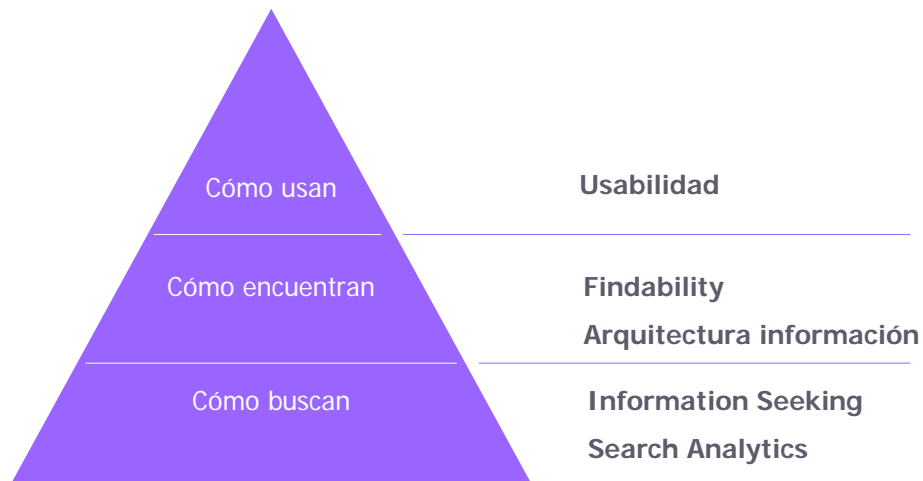 Cómo usan
Usabilidad
Cómo encuentran
Findability
Arquitectura información
Cómo buscan
Information Seeking
Search Analytics